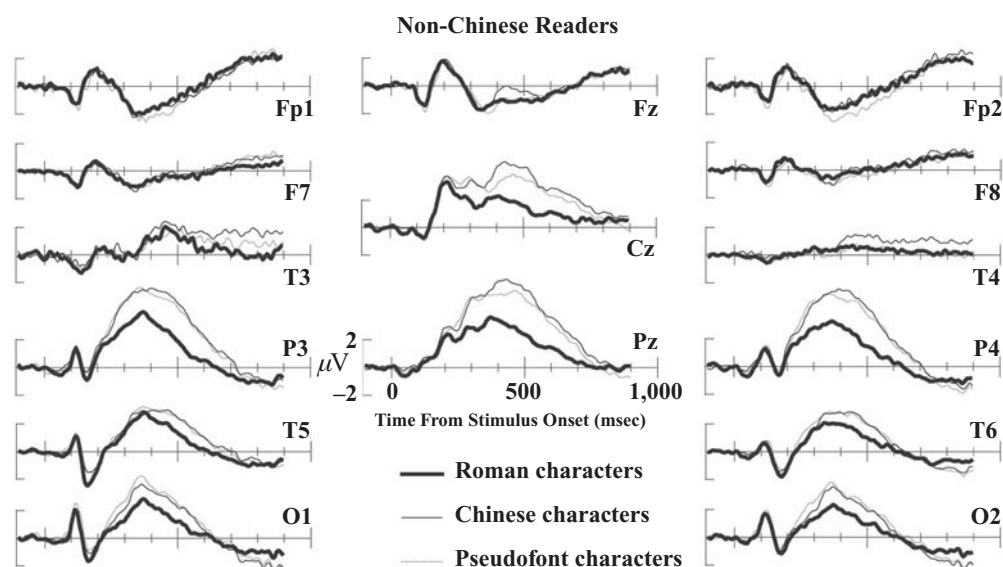 Non-Chinese Readers
Fp1
Fz
Fp2
F7
F8
Cz
T3
T4
P3
2
μV
−2
Pz
P4
0
500
1,000
Time From Stimulus Onset (msec)
T5
T6
Roman characters
O1
Chinese characters
O2
Pseudofont characters